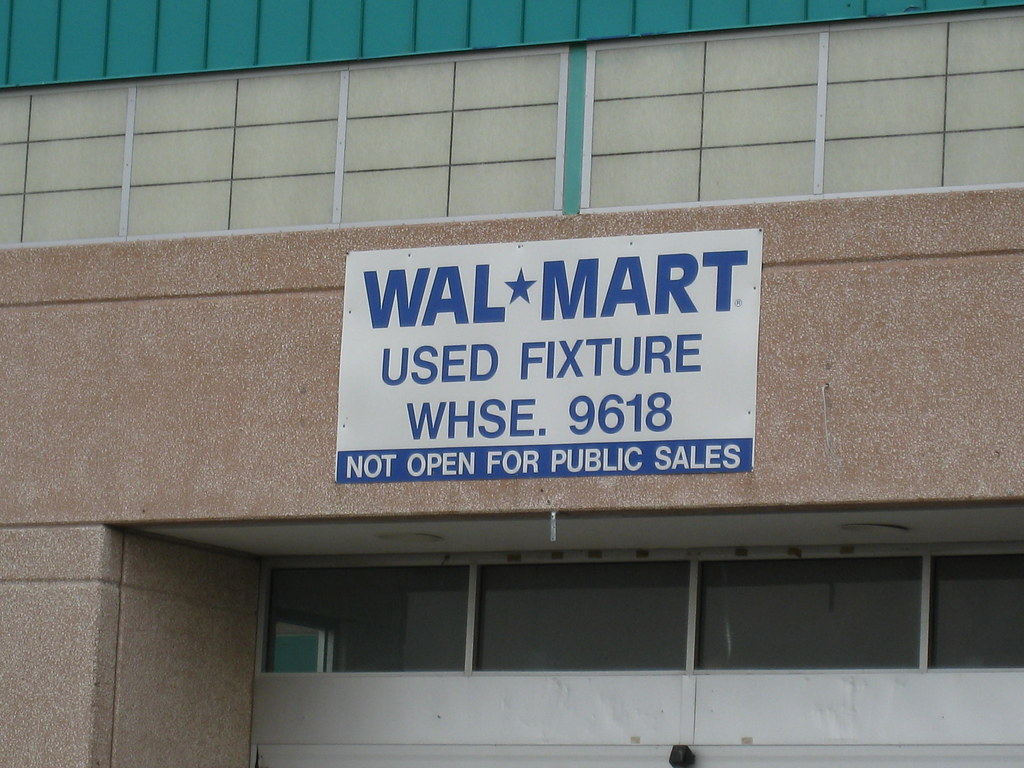 WAL★MART®
USED FIXTURE
WHSE. 9618
NOT OPEN FOR PUBLIC SALES